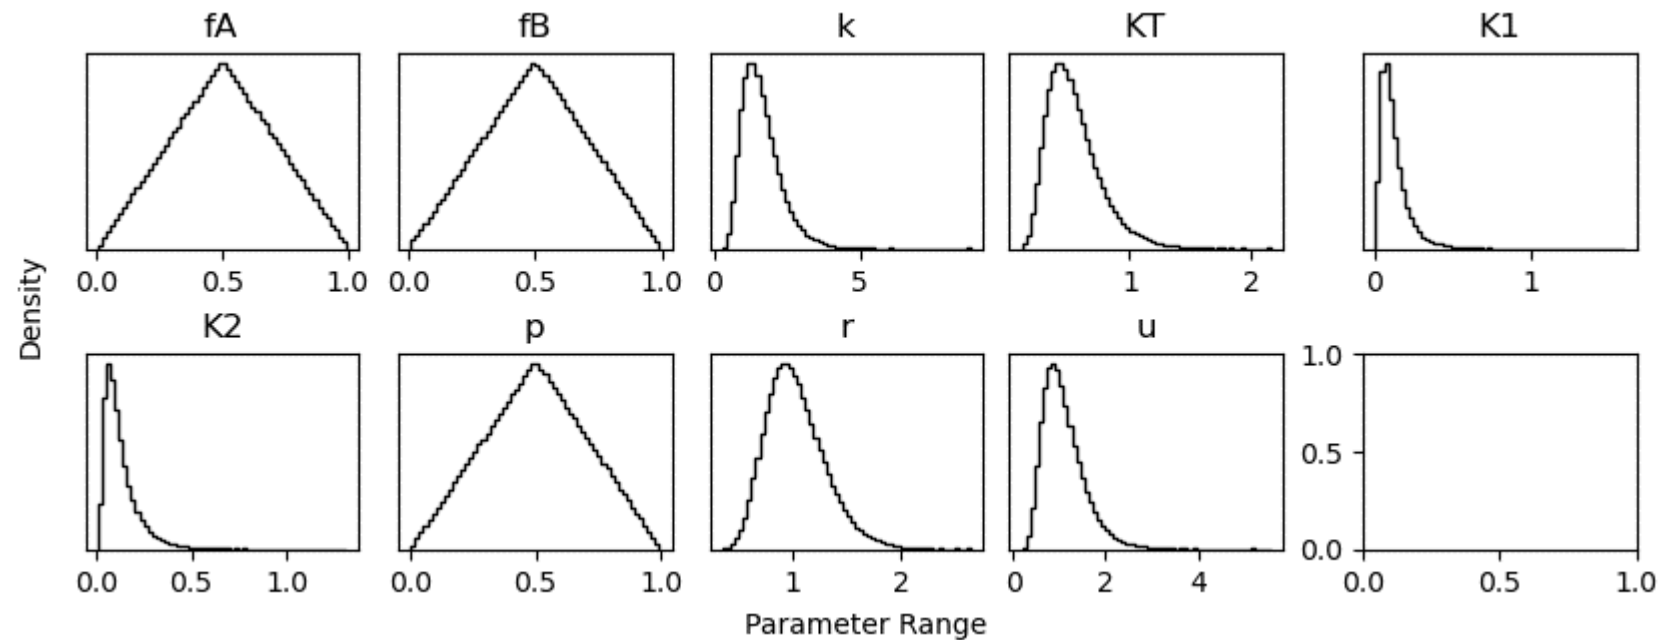 fA fB k KT K1
0.0 0.5 1.0 0.0 0.5 1.0 0 5 1 2 0 1
Density
K2 p r u
1.0
0.5
0.0
0.0 0.5 1.0 0.0 0.5 1.0 1 2 0 2 4 0.0 0.5 1.0
Parameter Range